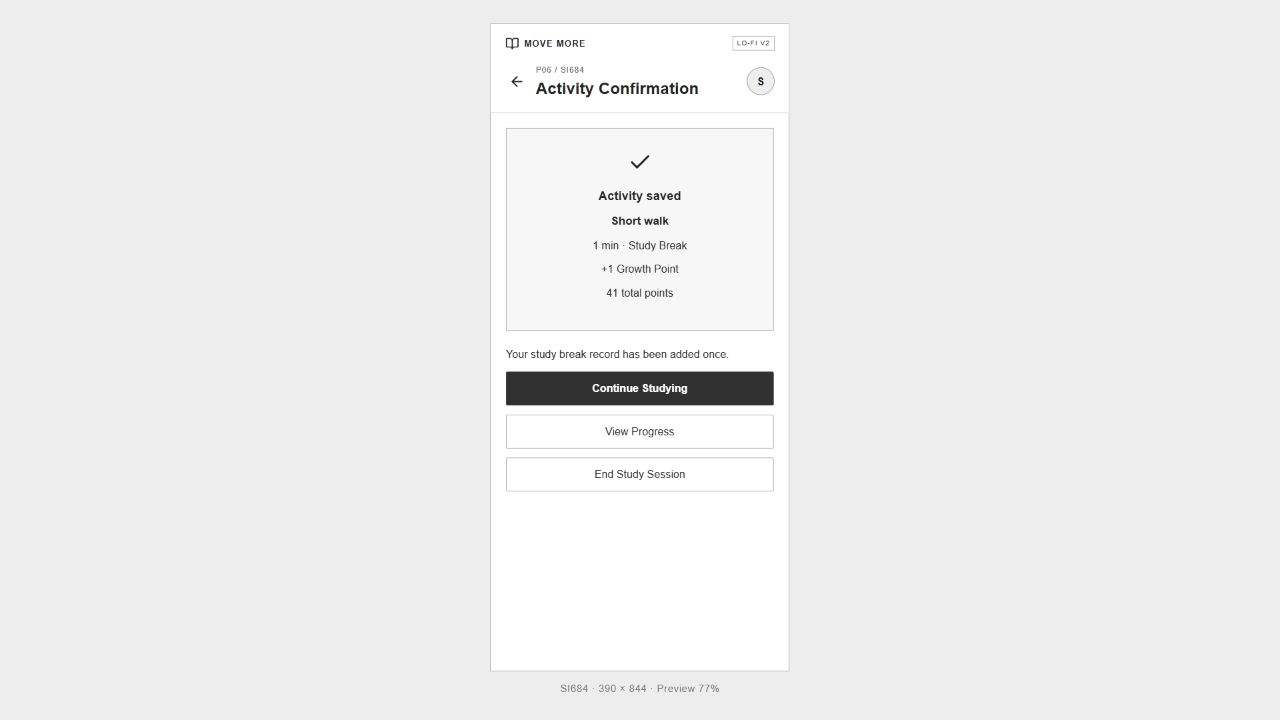 MOVE MORE
LO-FI V2
P06 / SI684
Activity Confirmation
S
Activity saved
Short walk
1 min · Study Break
+1 Growth Point
41 total points
Your study break record has been added once.
Continue Studying
View Progress
End Study Session
SI684 · 390 × 844 · Preview 77%